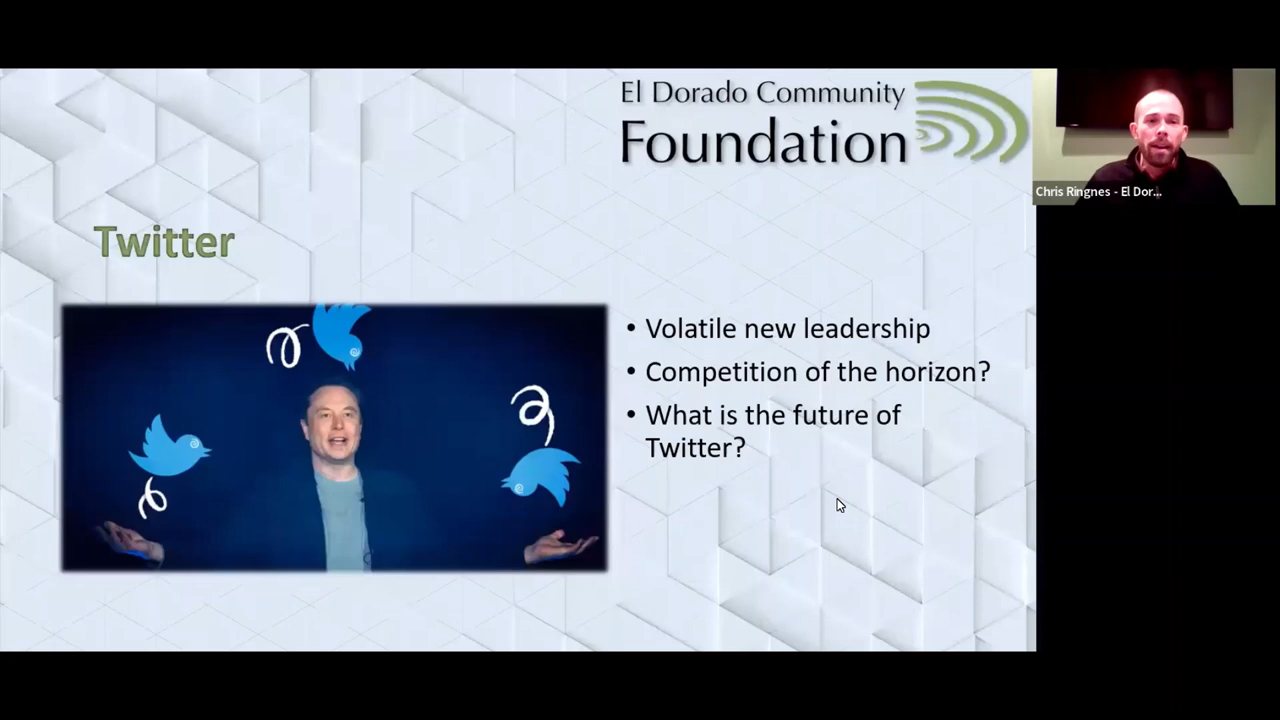 El Dorado Community
Foundation
Chris Ringnes - El Dor...
Twitter
• Volatile new leadership
• Competition of the horizon?
• What is the future of
Twitter?